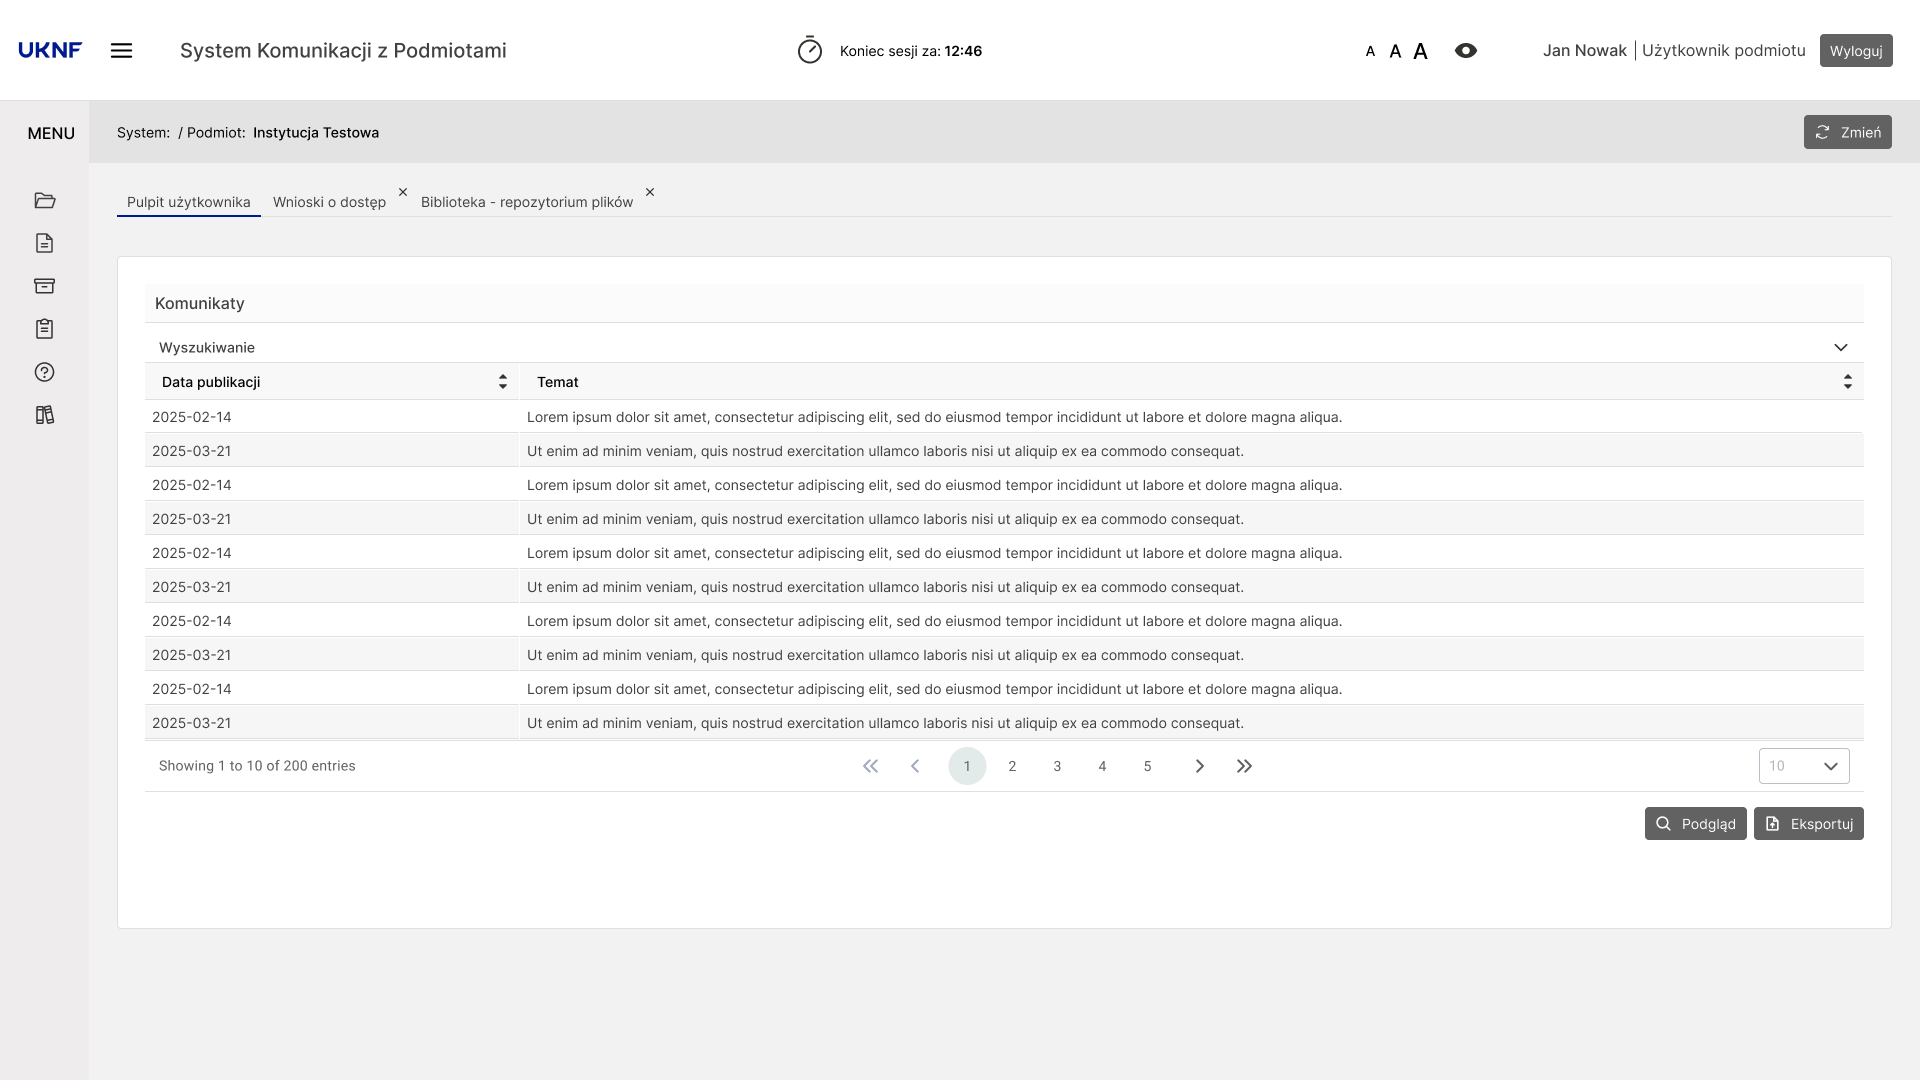 UKNF
System Komunikacji z Podmiotami
Koniec sesji za: 12:46
A A A
Jan Nowak | Użytkownik podmiotu
Wyloguj
MENU
System: / Podmiot: Instytucja Testowa
Zmień
Pulpit użytkownika
Wnioski o dostęp
Biblioteka - repozytorium plików
Komunikaty
Wyszukiwanie
Data publikacji Temat
2025-02-14 Lorem ipsum dolor sit amet, consectetur adipiscing elit, sed do eiusmod tempor incididunt ut labore et dolore magna aliqua.
2025-03-21 Ut enim ad minim veniam, quis nostrud exercitation ullamco laboris nisi ut aliquip ex ea commodo consequat.
2025-02-14 Lorem ipsum dolor sit amet, consectetur adipiscing elit, sed do eiusmod tempor incididunt ut labore et dolore magna aliqua.
2025-03-21 Ut enim ad minim veniam, quis nostrud exercitation ullamco laboris nisi ut aliquip ex ea commodo consequat.
2025-02-14 Lorem ipsum dolor sit amet, consectetur adipiscing elit, sed do eiusmod tempor incididunt ut labore et dolore magna aliqua.
2025-03-21 Ut enim ad minim veniam, quis nostrud exercitation ullamco laboris nisi ut aliquip ex ea commodo consequat.
2025-02-14 Lorem ipsum dolor sit amet, consectetur adipiscing elit, sed do eiusmod tempor incididunt ut labore et dolore magna aliqua.
2025-03-21 Ut enim ad minim veniam, quis nostrud exercitation ullamco laboris nisi ut aliquip ex ea commodo consequat.
2025-02-14 Lorem ipsum dolor sit amet, consectetur adipiscing elit, sed do eiusmod tempor incididunt ut labore et dolore magna aliqua.
2025-03-21 Ut enim ad minim veniam, quis nostrud exercitation ullamco laboris nisi ut aliquip ex ea commodo consequat.
Showing 1 to 10 of 200 entries
1 2 3 4 5
10
Podgląd
Eksportuj